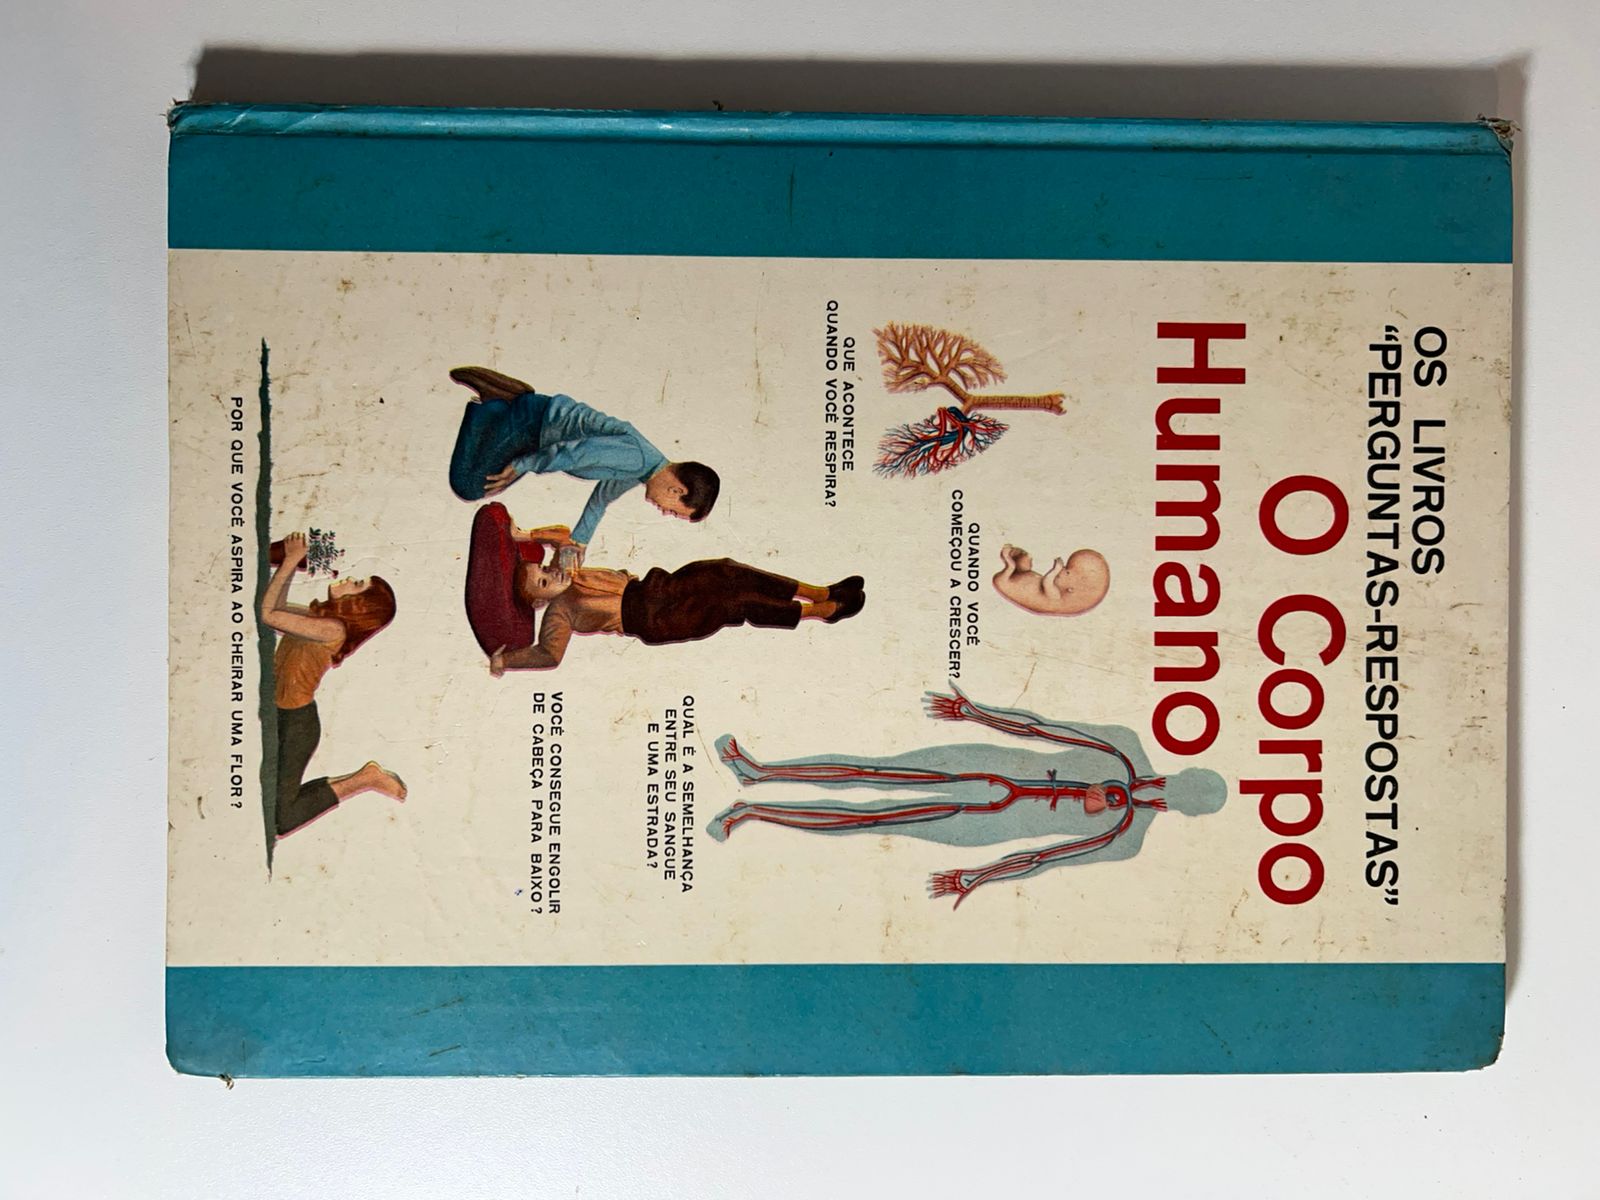 OS LIVROS
“PERGUNTAS-RESPOSTAS”
O Corpo
Humano
QUANDO VOCÊ
COMEÇOU A CRESCER?
QUE ACONTECE
QUANDO VOCÊ RESPIRA?
QUAL É A SEMELHANÇA
ENTRE SEU SANGUE
E UMA ESTRADA?
VOCÊ CONSEGUE ENGOLIR
DE CABEÇA PARA BAIXO?
POR QUE VOCÊ ASPIRA AO CHEIRAR UMA FLOR?